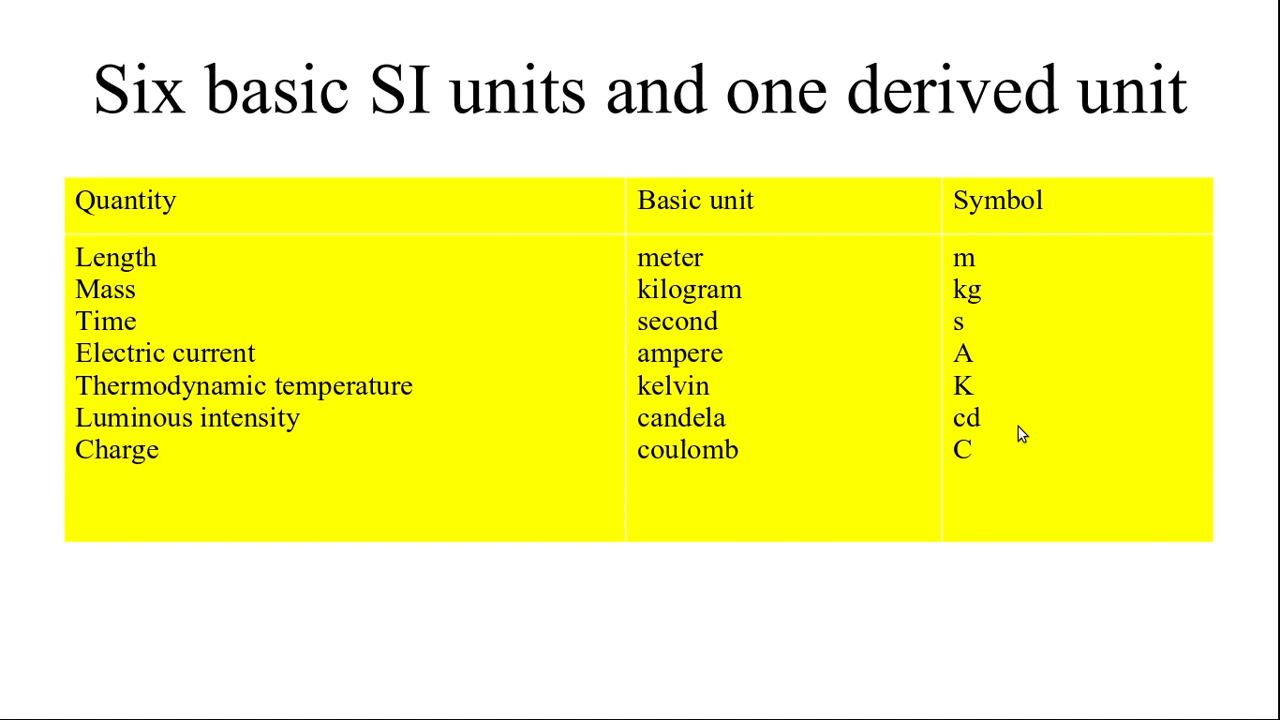 Six basic SI units and one derived unit
Quantity Basic unit Symbol
Length meter m
Mass kilogram kg
Time second s
Electric current ampere A
Thermodynamic temperature kelvin K
Luminous intensity candela cd
Charge coulomb C